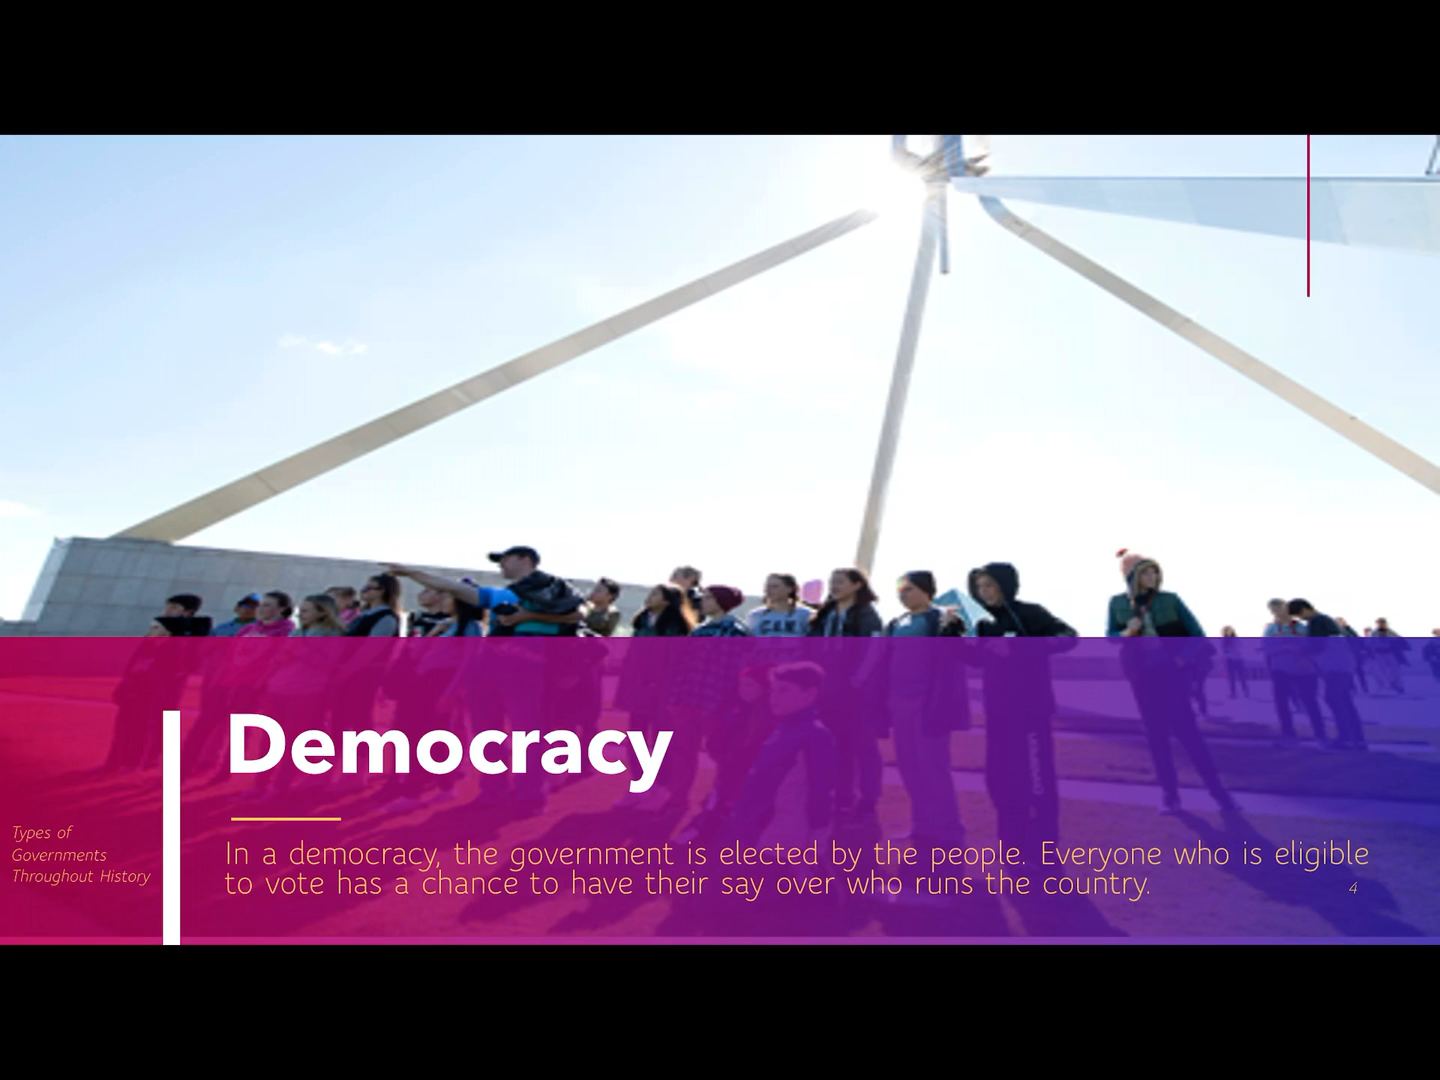 Democracy
In a democracy, the government is elected by the people. Everyone who is eligible
to vote has a chance to have their say over who runs the country.
Types of
Governments
Throughout History
4